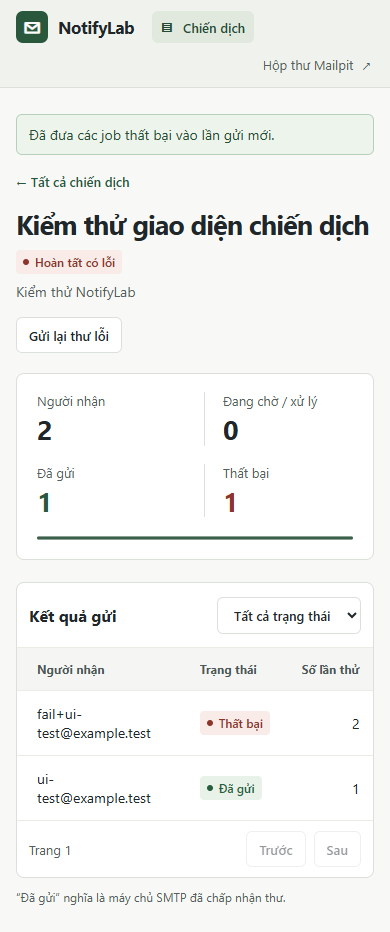 NotifyLab
Chiến dịch
Hộp thư Mailpit ↗
Đã đưa các job thất bại vào lần gửi mới.
← Tất cả chiến dịch
Kiểm thử giao diện chiến dịch
Hoàn tất có lỗi
Kiểm thử NotifyLab
Gửi lại thư lỗi
Người nhận
2
Đang chờ / xử lý
0
Đã gửi
1
Thất bại
1
Kết quả gửi
Tất cả trạng thái
Người nhận Trạng thái Số lần thử
fail+ui-
test@example.test
Thất bại
2
ui-
test@example.test
Đã gửi
1
Trang 1
Trước
Sau
“Đã gửi” nghĩa là máy chủ SMTP đã chấp nhận thư.